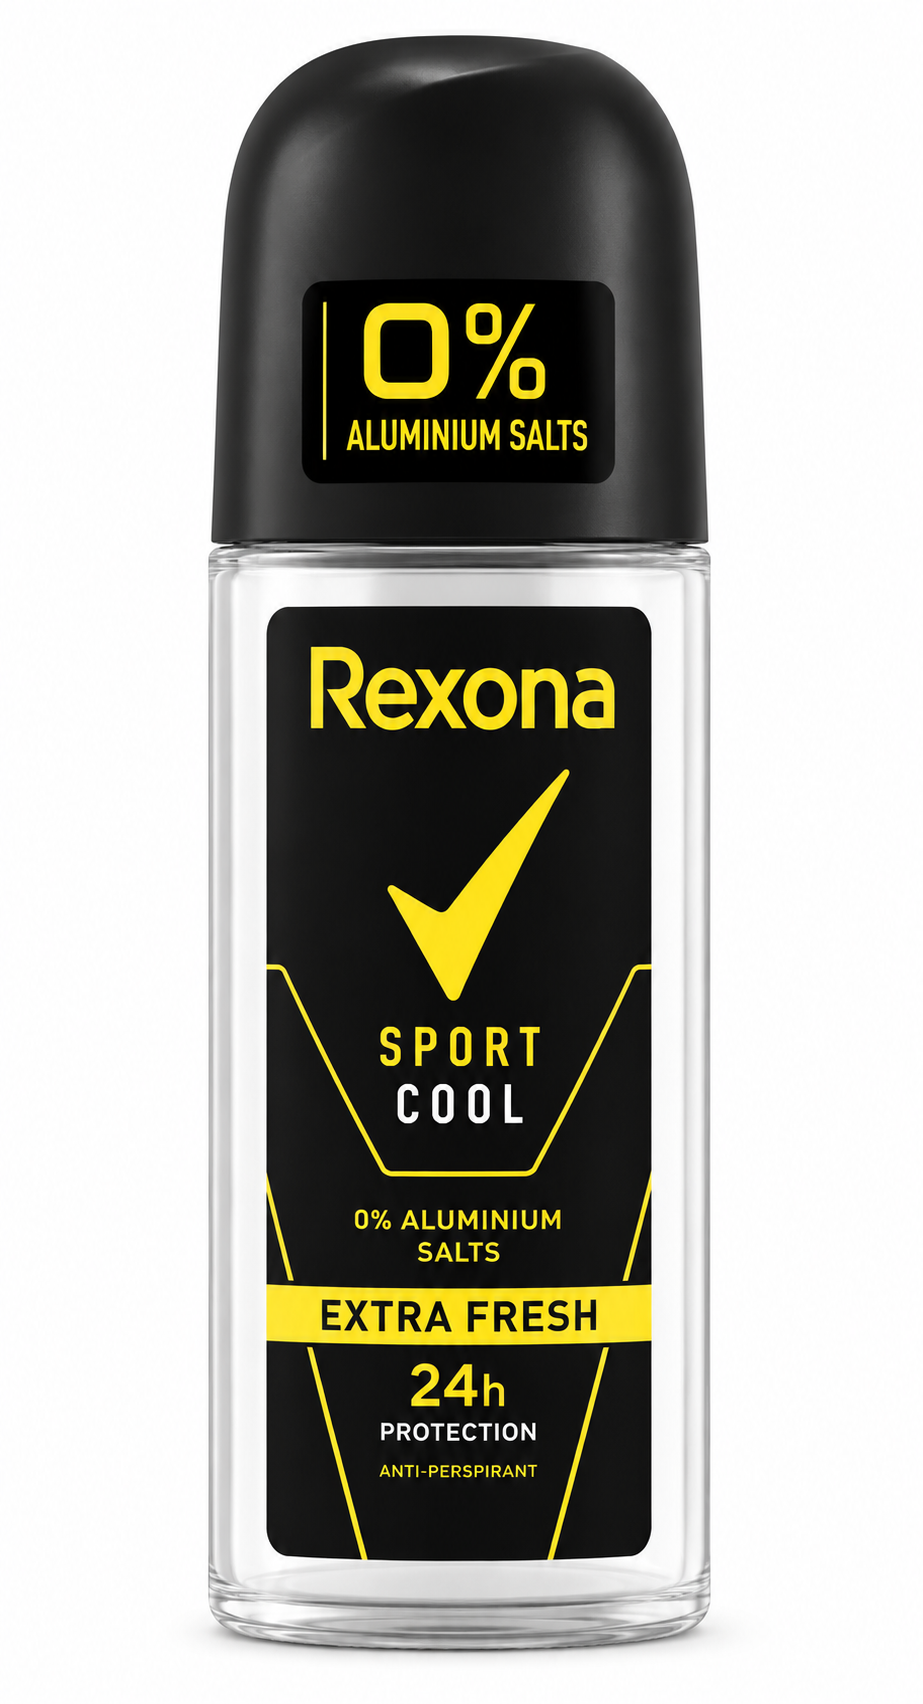 0%
ALUMINIUM SALTS
Rexona
SPORT
COOL
0% ALUMINIUM
SALTS
EXTRA FRESH
24h
PROTECTION
ANTI-PERSPIRANT